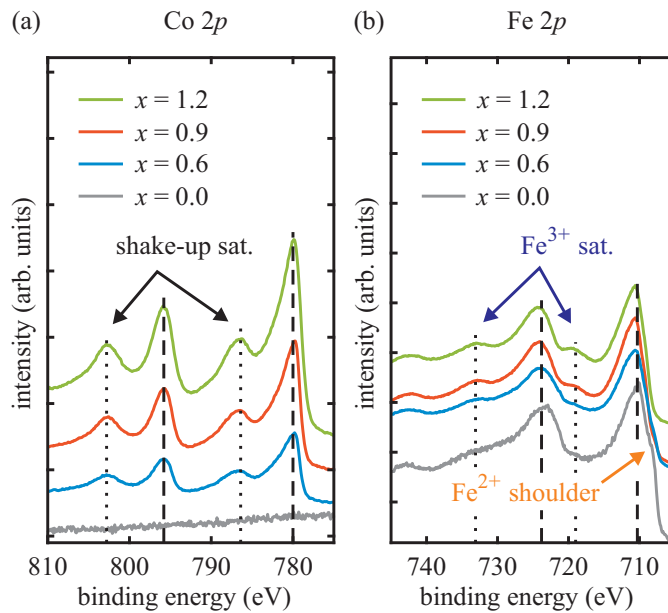 (a) Co 2p
(b) Fe 2p
x = 1.2
x = 0.9
x = 0.6
x = 0.0
shake-up sat.
intensity (arb. units)
810 800 790 780
binding energy (eV)
x = 1.2
x = 0.9
x = 0.6
x = 0.0
Fe³⁺ sat.
Fe²⁺ shoulder
intensity (arb. units)
740 730 720 710
binding energy (eV)